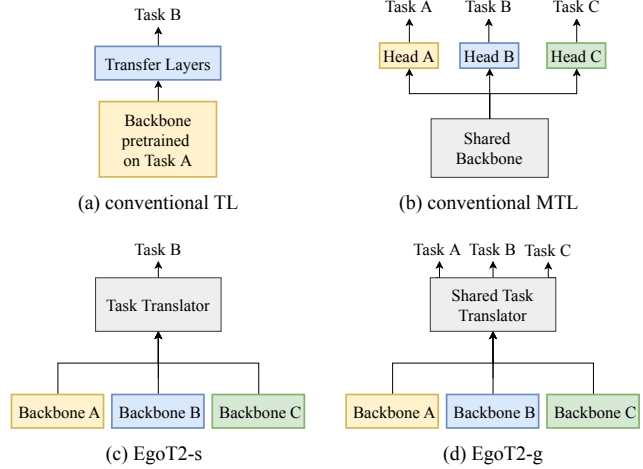 Task B
Transfer Layers
Backbone
pretrained
on Task A
(a) conventional TL
Task A Task B Task C
Head A Head B Head C
Shared
Backbone
(b) conventional MTL
Task B
Task Translator
Backbone A Backbone B Backbone C
(c) EgoT2-s
Task A Task B Task C
Shared Task
Translator
Backbone A Backbone B Backbone C
(d) EgoT2-g